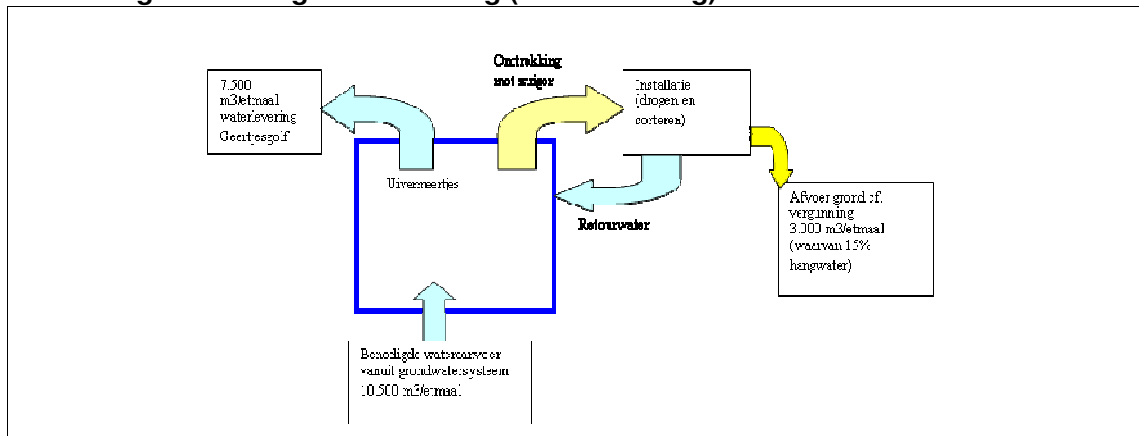 7.500
m3/etmaal
waterlevering
Geertjesgolf
Onttrekking
met zuiger
Installatie
(drogen en
sorteren)
Uivermeertjes
Retourwater
Afvoer grond cf.
vergunning
3.000 m3/etmaal
(waarvan 15%
hangwater)
Benodigde wateraanvoer
vanuit grondwatersysteem
10.500 m3/etmaal